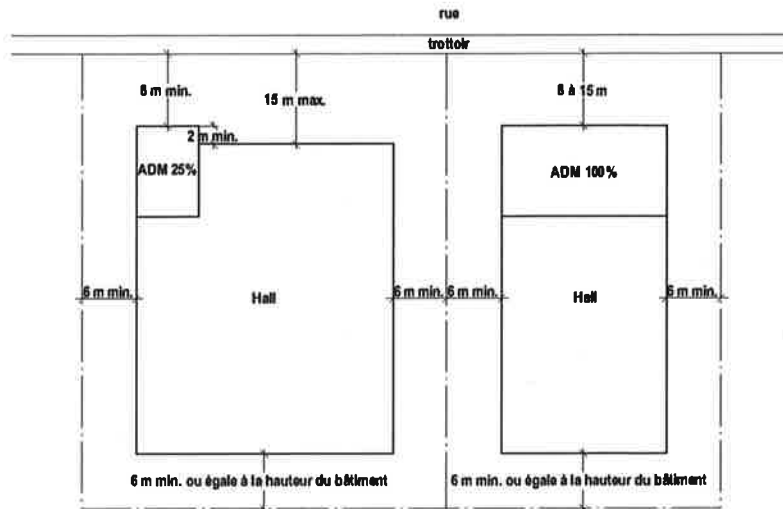 rue
trottoir
8 m min.
15 m max.
8 à 15 m
2 m min.
ADM 25%
ADM 100%
6 m min.
Hall
6 m min.
6 m min.
Hall
6 m min.
6 m min. ou égale à la hauteur du bâtiment
6 m min. ou égale à la hauteur du bâtiment